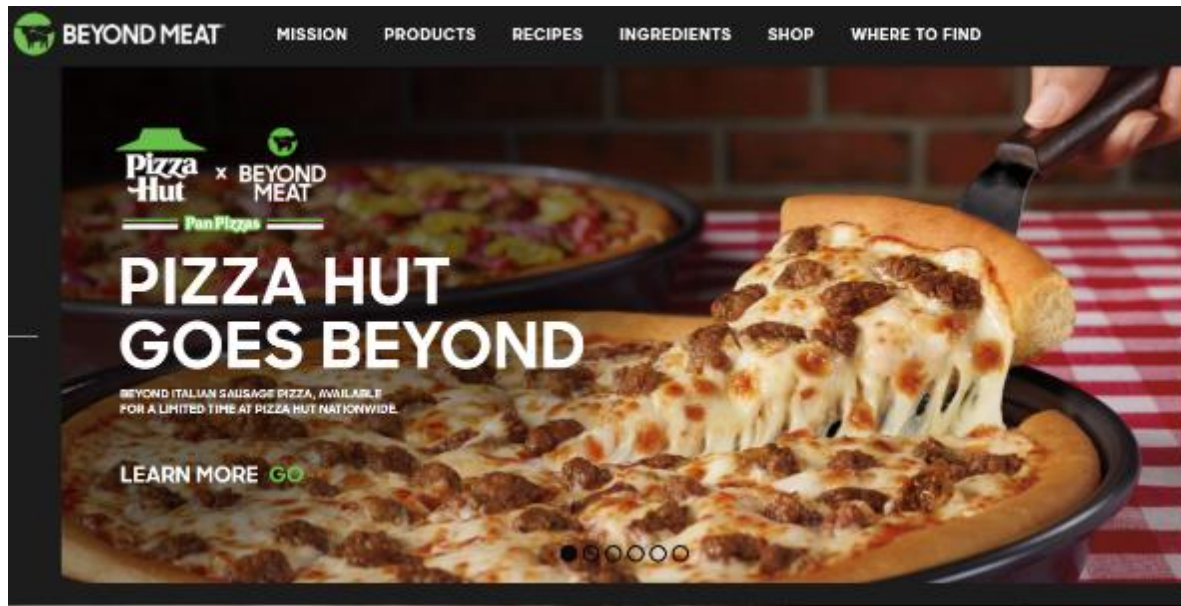 BEYOND MEAT
MISSION PRODUCTS RECIPES INGREDIENTS SHOP WHERE TO FIND
Pizza Hut x BEYOND MEAT
Pan Pizzas
PIZZA HUT
GOES BEYOND
BEYOND ITALIAN SAUSAGE PIZZA, AVAILABLE
FOR A LIMITED TIME AT PIZZA HUT NATIONWIDE.
LEARN MORE GO